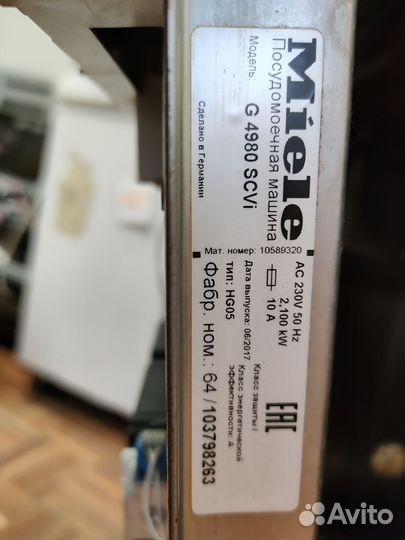 Miele
Посудомоечная машина
Модель: G 4980 SCVi
Сделано в Германии
Мат. номер: 10589320
AC 230V 50 Hz
2,100 kW
10 A
Дата выпуска: 06/2017
тип: HG05
Фабр. ном.: 64 /103798263
EAC
Класс защиты I
Класс энергетической
эффективности: A
Avito